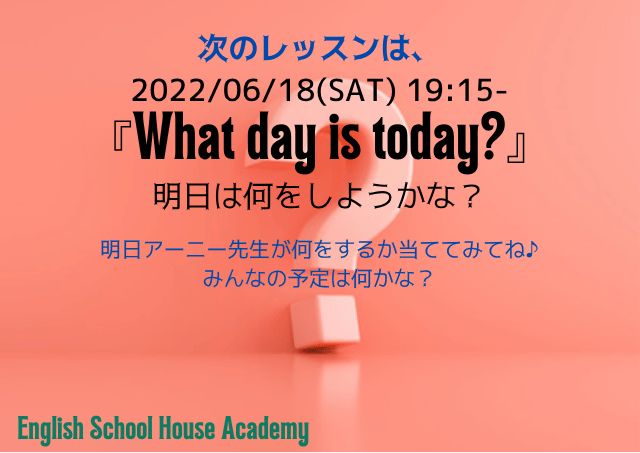 次のレッスンは、
2022/06/18(SAT) 19:15-
『What day is today?』
明日は何をしようかな？
明日アーニー先生が何をするか当ててみてね♪
みんなの予定は何かな？
English School House Academy